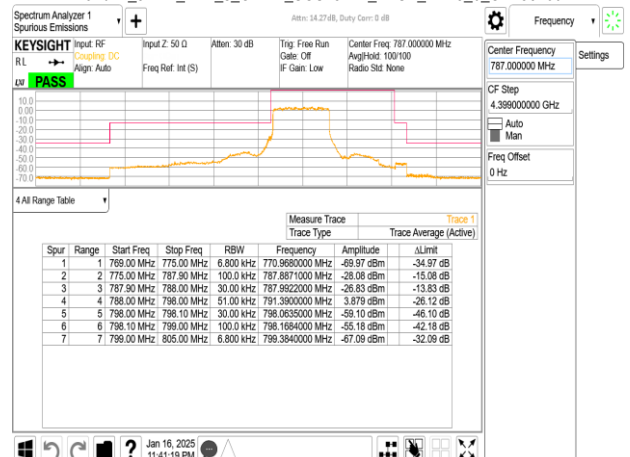 Spectrum Analyzer 1
Spurious Emissions
Attn: 14.27dB, Duty Corr: 0 dB
Frequency
KEYSIGHT
RL
LXI
PASS
Input: RF
Coupling: DC
Align: Auto
Input Z: 50 Ω
Freq Ref: Int (S)
Atten: 30 dB
Trig: Free Run
Gate: Off
IF Gain: Low
Center Freq: 787.000000 MHz
Avg|Hold: 100/100
Radio Std: None
Center Frequency
787.000000 MHz
Settings
CF Step
4.399000000 GHz
Auto
Man
Freq Offset
0 Hz
10.0
0.00
-10.0
-20.0
-30.0
-40.0
-50.0
-60.0
-70.0
4 All Range Table
Measure Trace Trace 1
Trace Type Trace Average (Active)
Spur Range Start Freq Stop Freq RBW Frequency Amplitude ΔLimit
1 1 769.00 MHz 775.00 MHz 6.800 kHz 770.9680000 MHz -69.97 dBm -34.97 dB
2 2 775.00 MHz 787.90 MHz 100.0 kHz 787.8871000 MHz -28.08 dBm -15.08 dB
3 3 787.90 MHz 788.00 MHz 30.00 kHz 787.9922000 MHz -26.83 dBm -13.83 dB
4 4 788.00 MHz 798.00 MHz 51.00 kHz 791.3900000 MHz 3.879 dBm -26.12 dB
5 5 798.00 MHz 798.10 MHz 30.00 kHz 798.0635000 MHz -59.10 dBm -46.10 dB
6 6 798.10 MHz 799.00 MHz 100.0 kHz 798.1684000 MHz -55.18 dBm -42.18 dB
7 7 799.00 MHz 805.00 MHz 6.800 kHz 799.3840000 MHz -67.09 dBm -32.09 dB
?
Jan 16, 2025
11:41:19 PM